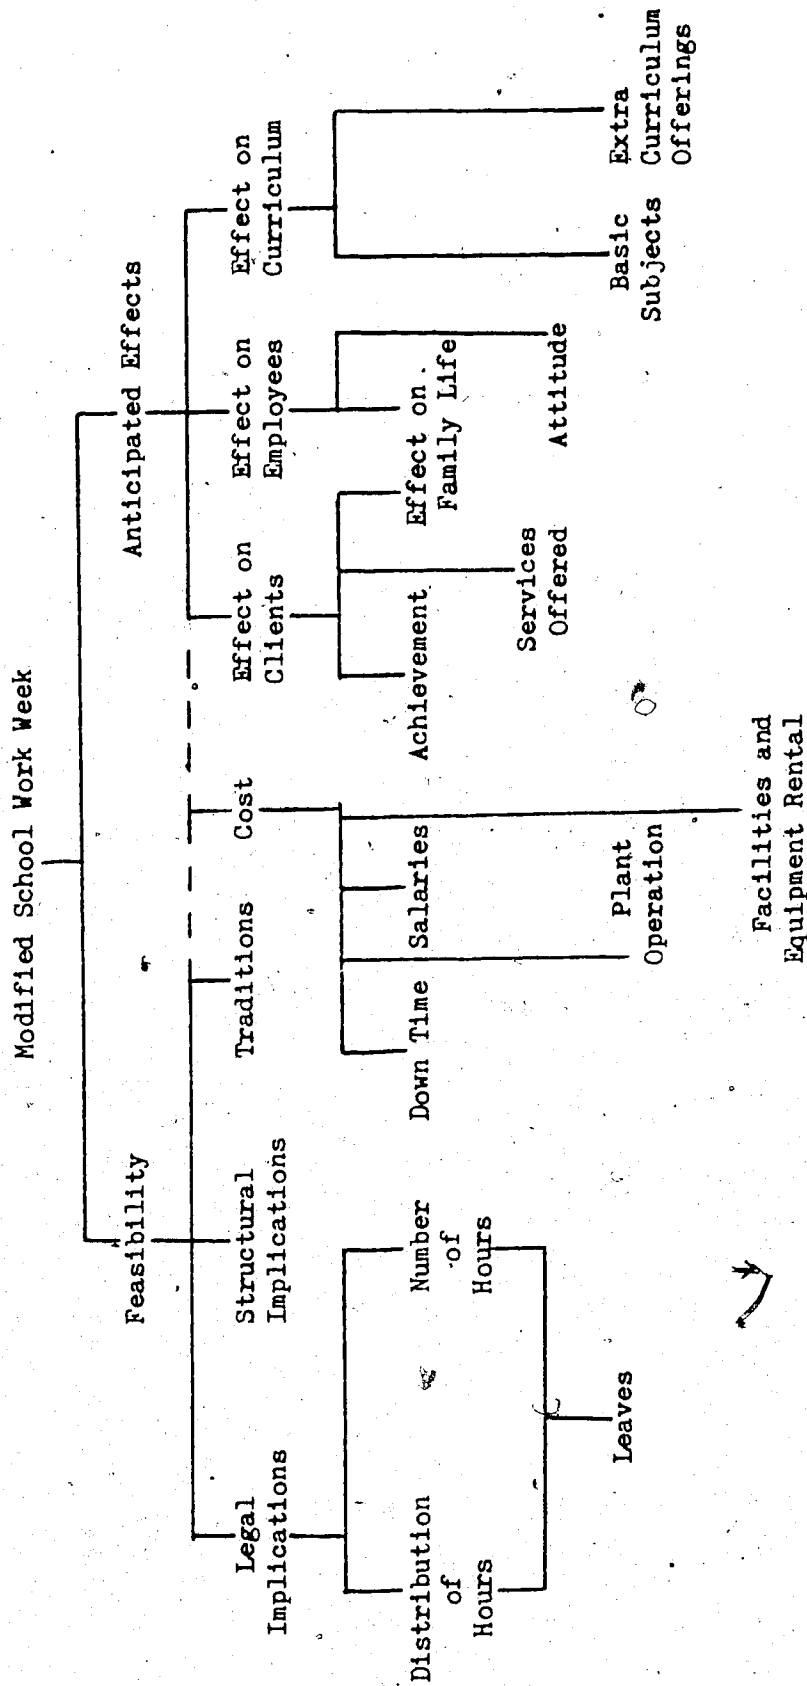 Modified School Work Week
Feasibility
Anticipated Effects
Legal
Implications
Structural
Implications
Traditions
Cost
Effect on
Clients
Effect on
Employees
Effect on
Curriculum
Distribution
of
Hours
Number
of
Hours
Down Time
Salaries
Achievement
Effect on
Family Life
Services
Offered
Attitude
Leaves
Plant
Operation
Basic
Subjects
Extra
Curriculum
Offerings
Facilities and
Equipment Rental